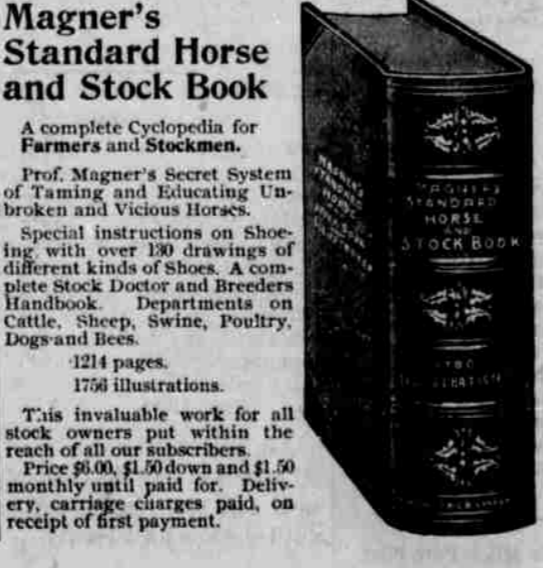 Magner's
Standard Horse
and Stock Book
A complete Cyclopedia for
Farmers and Stockmen.
Prof. Magner's Secret System
of Taming and Educating Un-
broken and Vicious Horses.
Special instructions on Shoe-
ing with over 130 drawings of
different kinds of Shoes. A com-
plete Stock Doctor and Breeders
Handbook. Departments on
Cattle, Sheep, Swine, Poultry,
Dogs and Bees.
1214 pages.
1756 illustrations.
This invaluable work for all
stock owners put within the
reach of all our subscribers.
Price $6.00, $1.50 down and $1.50
monthly until paid for. Deliv-
ery, carriage charges paid, on
receipt of first payment.
MAGNER'S
STANDARD
HORSE
MAGNER'S
STANDARD
HORSE
AND
STOCK BOOK